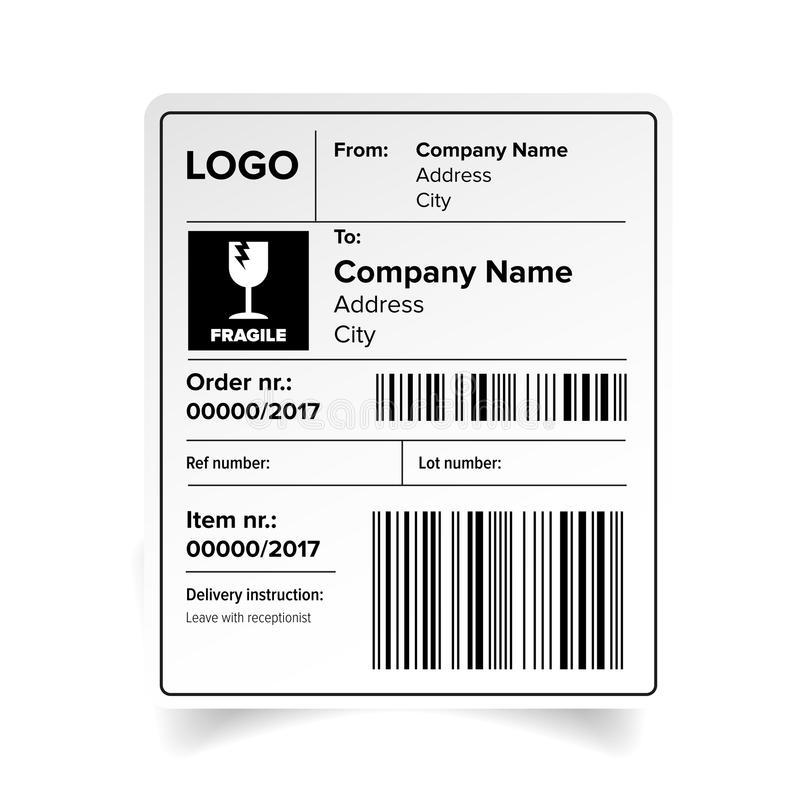 LOGO
From: Company Name
Address
City
FRAGILE
To:
Company Name
Address
City
Order nr.:
00000/2017
dreamstime
Ref number:
Lot number:
Item nr.:
00000/2017
Delivery instruction:
Leave with receptionist